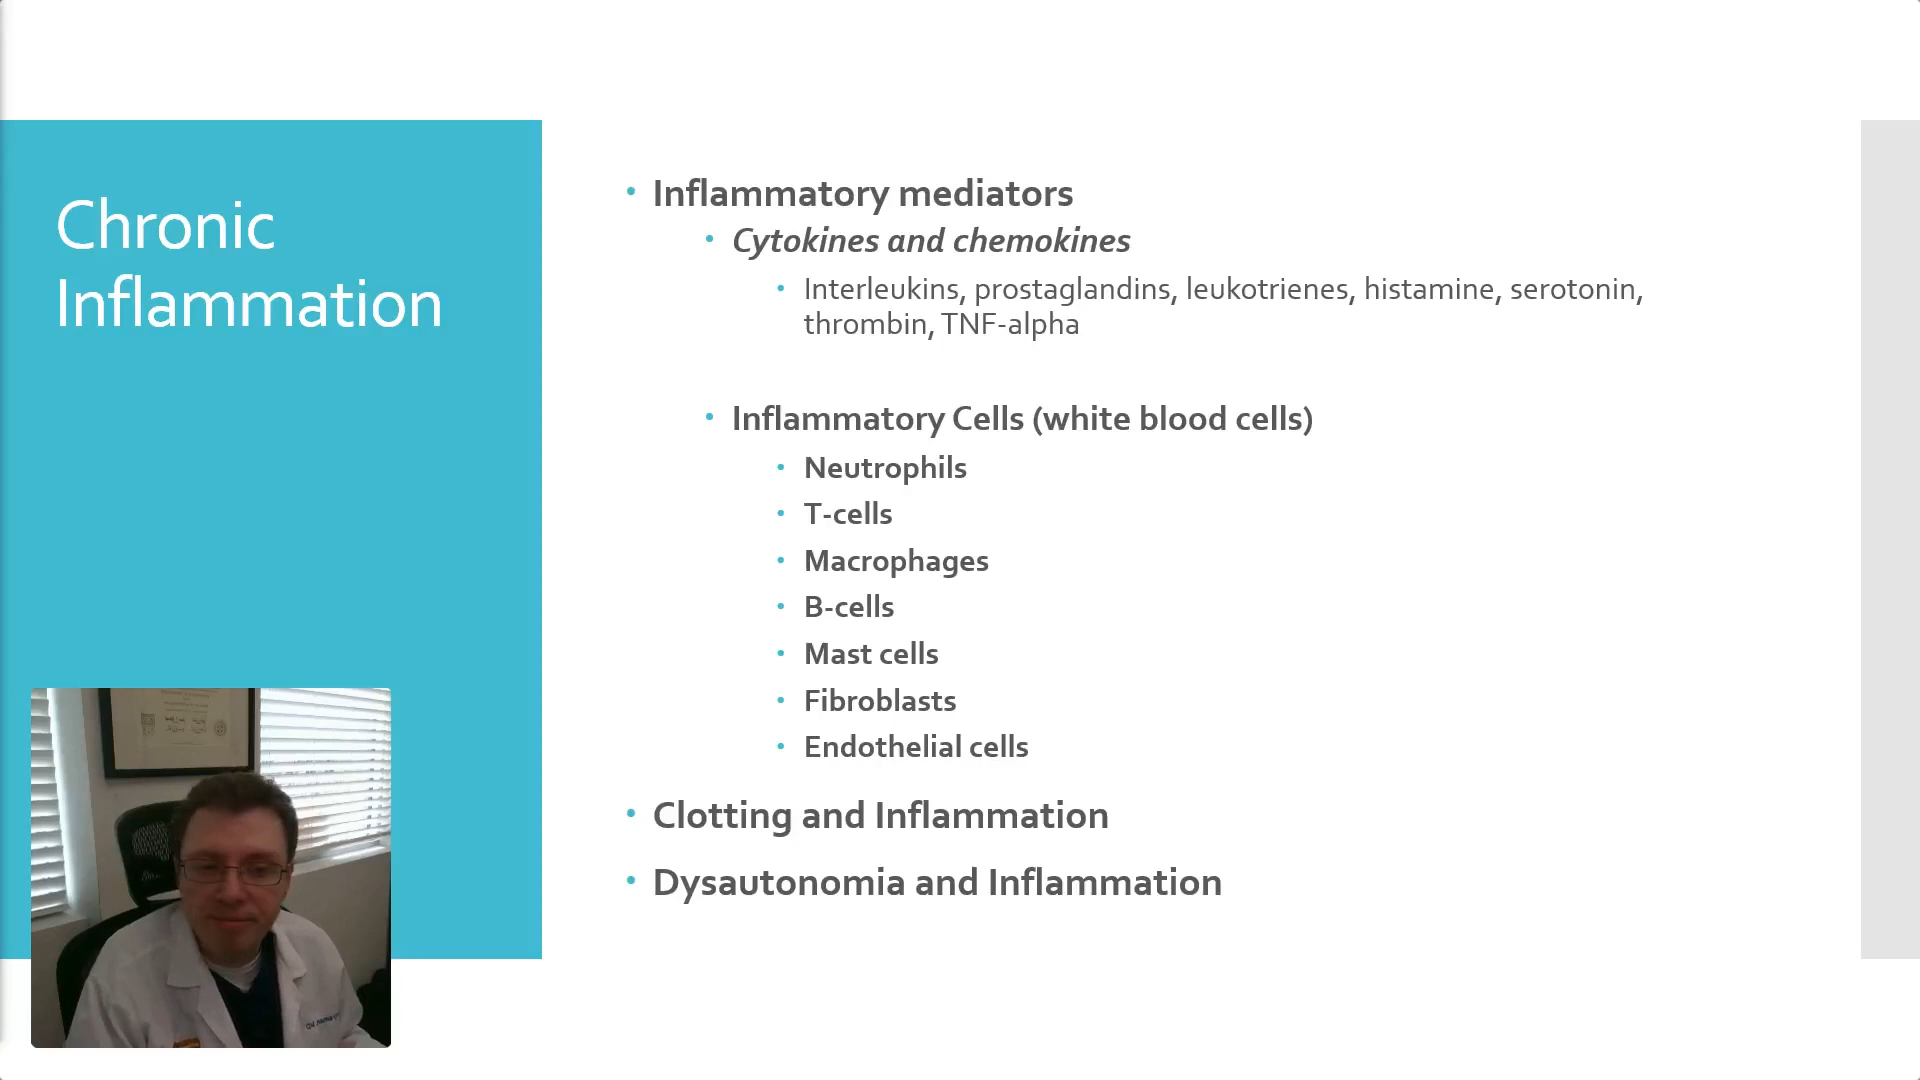 Chronic
Inflammation
Inflammatory mediators
Cytokines and chemokines
Interleukins, prostaglandins, leukotrienes, histamine, serotonin,
thrombin, TNF-alpha
Inflammatory Cells (white blood cells)
Neutrophils
T-cells
Macrophages
B-cells
Mast cells
Fibroblasts
Endothelial cells
Clotting and Inflammation
Dysautonomia and Inflammation